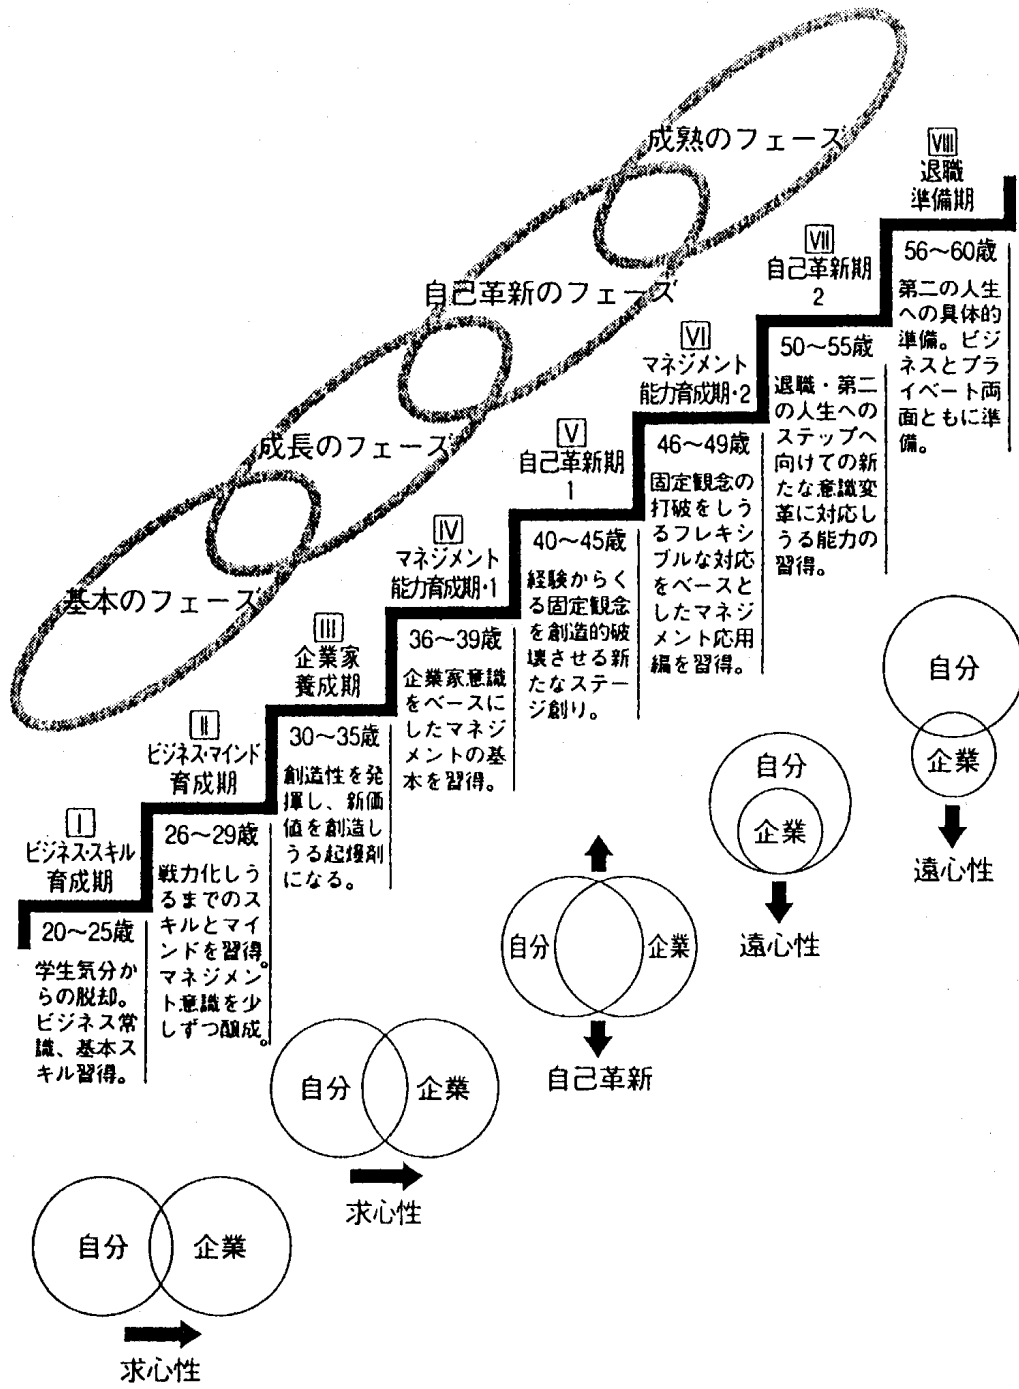 成熟のフェーズ
自己革新のフェーズ
成長のフェーズ
基本のフェーズ
Ⅰ
ビジネス・スキル
育成期
20〜25歳
学生気分か
らの脱却。
ビジネス常
識、基本ス
キル習得。
Ⅱ
ビジネス・マインド
育成期
26〜29歳
戦力化しう
るまでのス
キルとマイ
ンドを習得。
マネジメン
ト意識を少
しずつ醸成。
Ⅲ
企業家
養成期
30〜35歳
創造性を発
揮し、新価
値を創造し
うる起爆剤
になる。
Ⅳ
マネジメント
能力育成期・1
36〜39歳
企業家意識
をベースに
したマネジ
メントの基
本を習得。
Ⅴ
自己革新期
1
40〜45歳
経験からく
る固定観念
を創造的破
壊させる新
たなステー
ジ創り。
Ⅵ
マネジメント
能力育成期・2
46〜49歳
固定観念の
打破をしう
るフレキシ
ブルな対応
をベースと
したマネジ
メント応用
編を習得。
Ⅶ
自己革新期
2
50〜55歳
退職・第二
の人生への
ステップへ
向けての新
たな意識変
革に対応し
うる能力の
習得。
Ⅷ
退職
準備期
56〜60歳
第二の人生
への具体的
準備。ビジ
ネスとプラ
イベート両
面ともに準
備。
自分 企業
求心性
自分 企業
求心性
自分 企業
自己革新
自分
企業
遠心性
自分
企業
遠心性